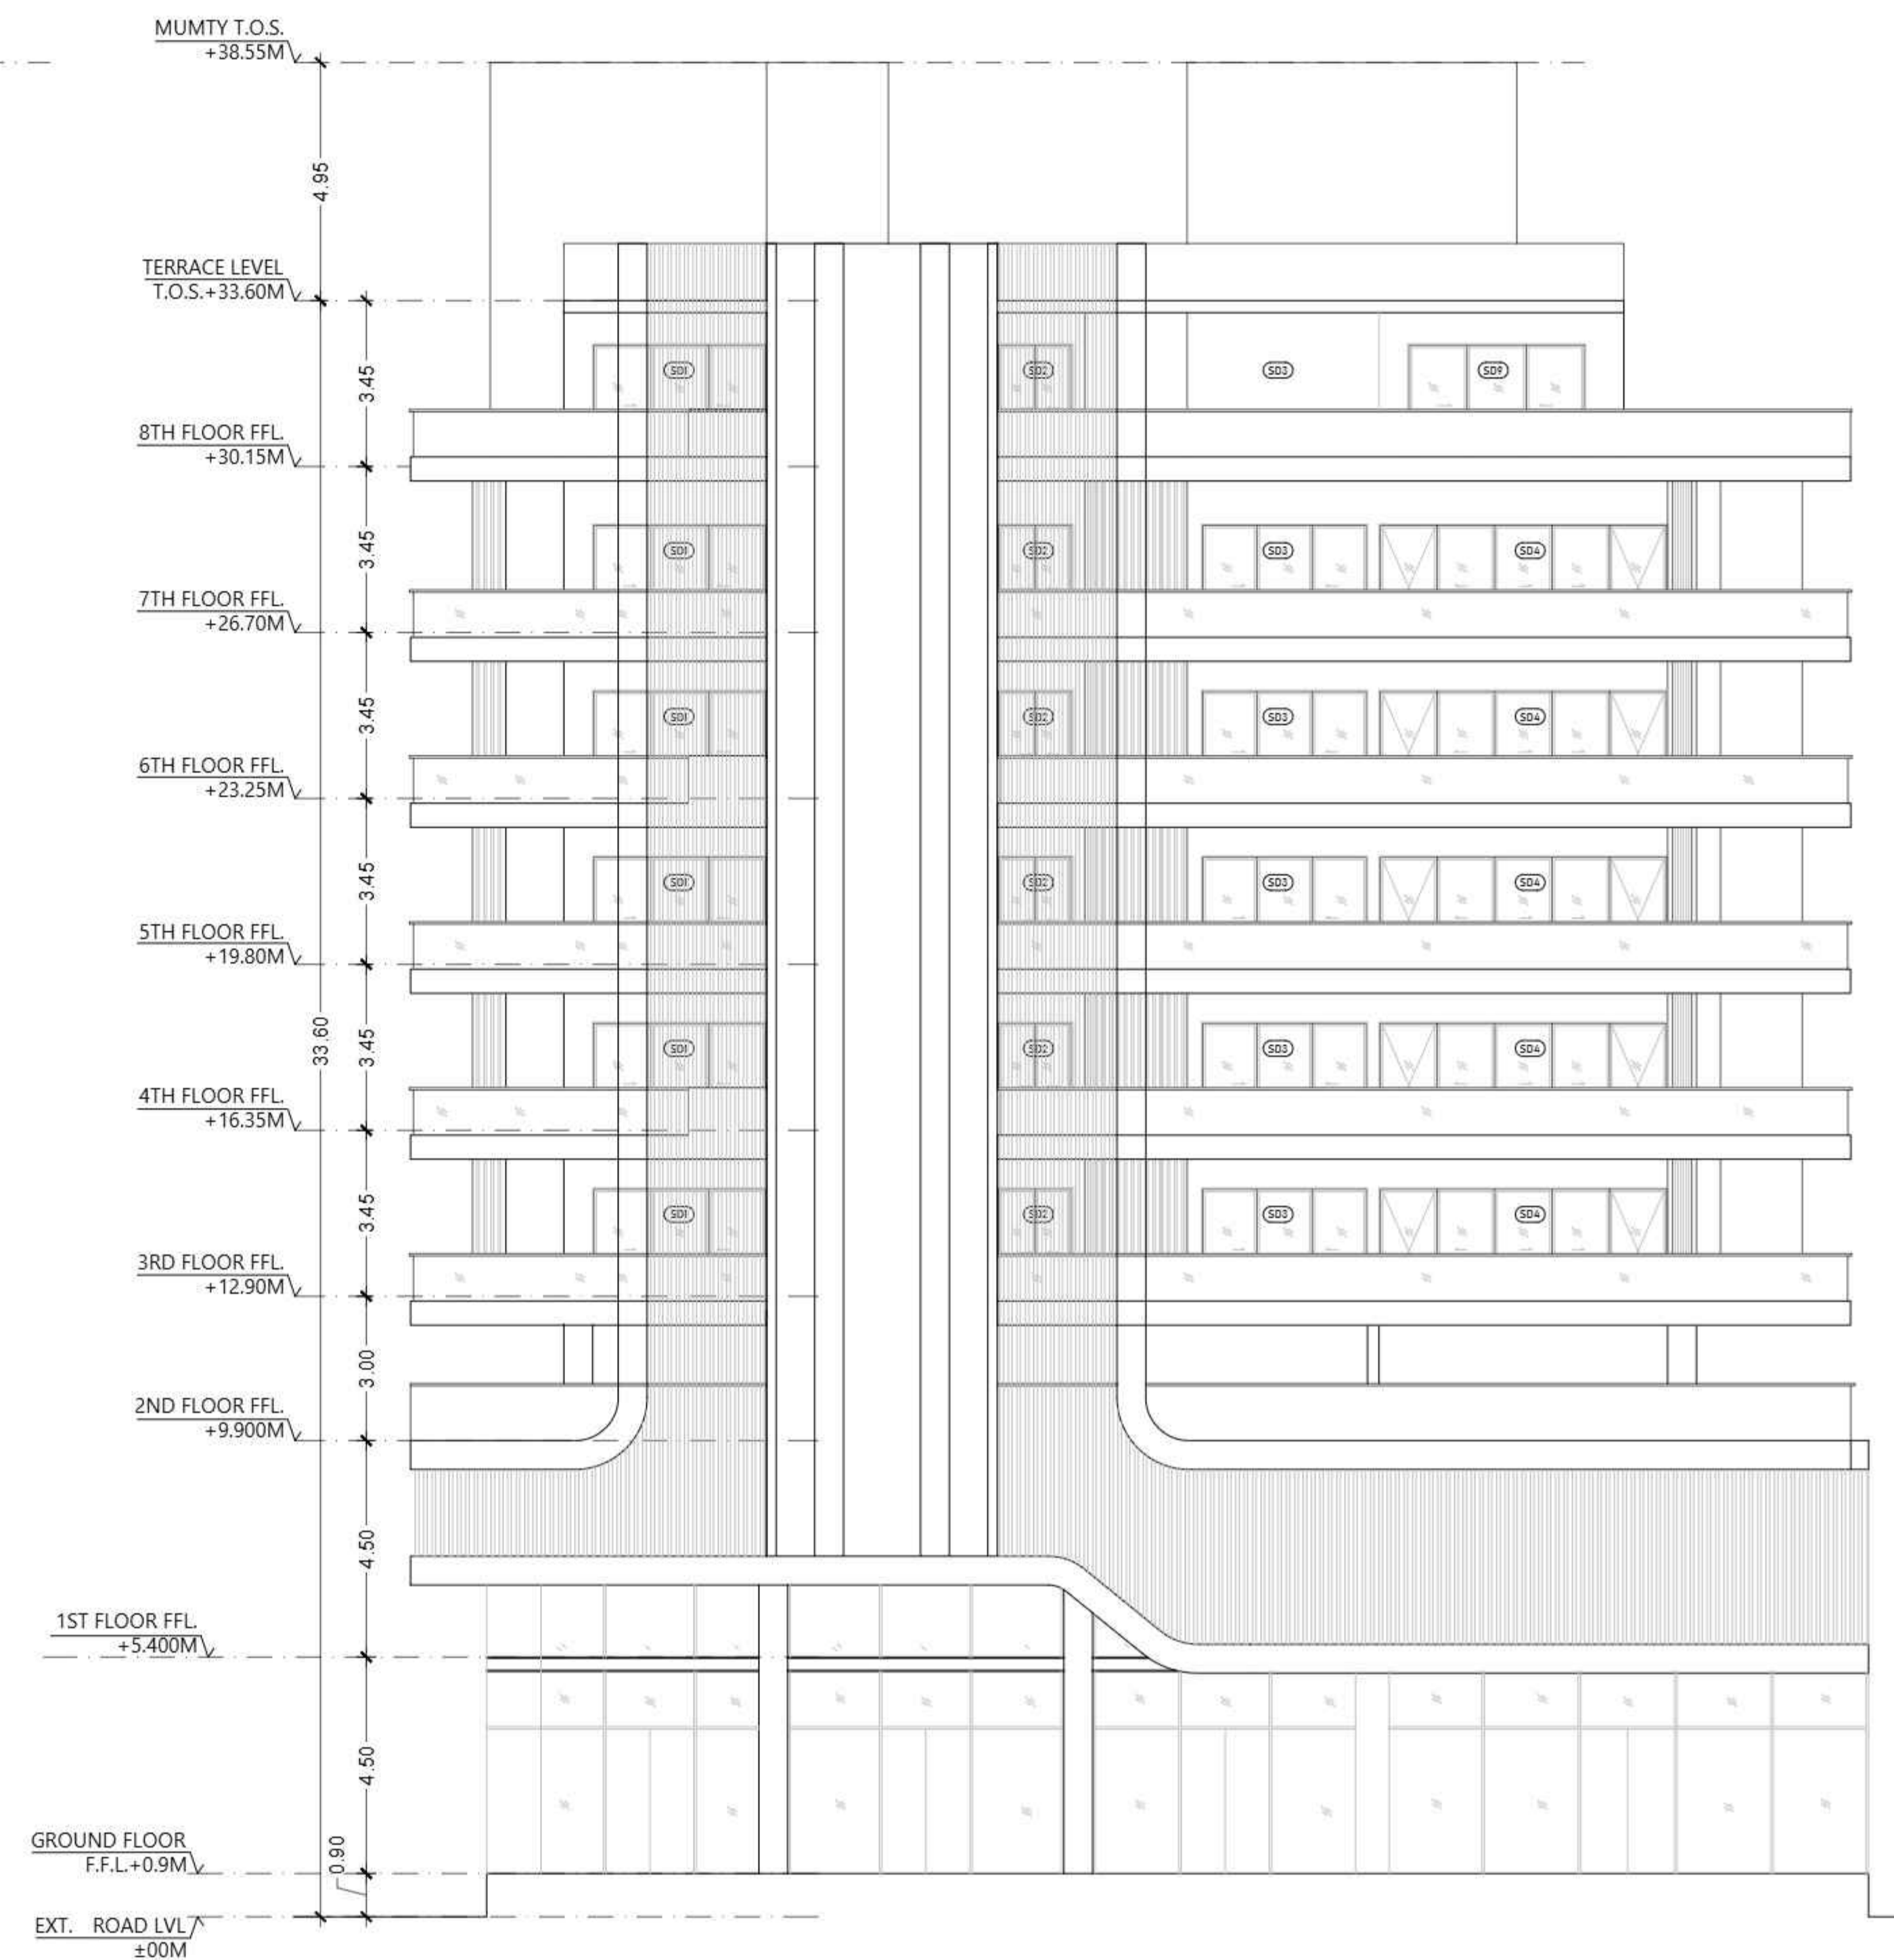 MUMTY T.O.S.
+38.55M
4.95
TERRACE LEVEL
T.O.S.+33.60M
3.45
SD1 SD2 SD3 SD9
8TH FLOOR FFL.
+30.15M
3.45
SD1 SD2 SD3 SD4
7TH FLOOR FFL.
+26.70M
3.45
SD1 SD2 SD3 SD4
6TH FLOOR FFL.
+23.25M
3.45
SD1 SD2 SD3 SD4
5TH FLOOR FFL.
+19.80M
33.60
3.45
SD1 SD2 SD3 SD4
4TH FLOOR FFL.
+16.35M
3.45
SD1 SD2 SD3 SD4
3RD FLOOR FFL.
+12.90M
3.00
2ND FLOOR FFL.
+9.900M
4.50
1ST FLOOR FFL.
+5.400M
4.50
GROUND FLOOR
F.F.L.+0.9M
0.90
EXT. ROAD LVL
±00M